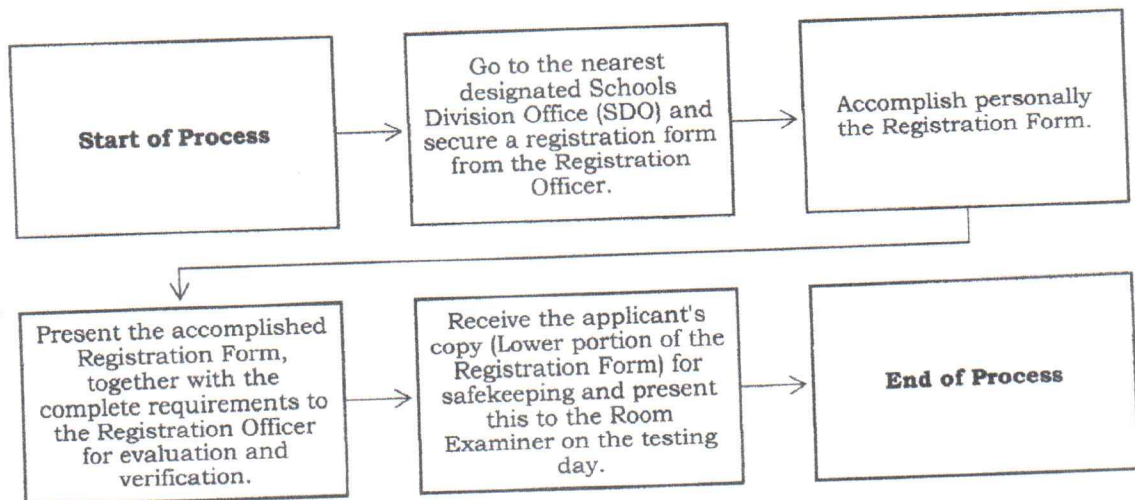 Start of Process
Go to the nearest
designated Schools
Division Office (SDO) and
secure a registration form
from the Registration
Officer.
Accomplish personally
the Registration Form.
Present the accomplished
Registration Form,
together with the
complete requirements to
the Registration Officer
for evaluation and
verification.
Receive the applicant's
copy (Lower portion of the
Registration Form) for
safekeeping and present
this to the Room
Examiner on the testing
day.
End of Process